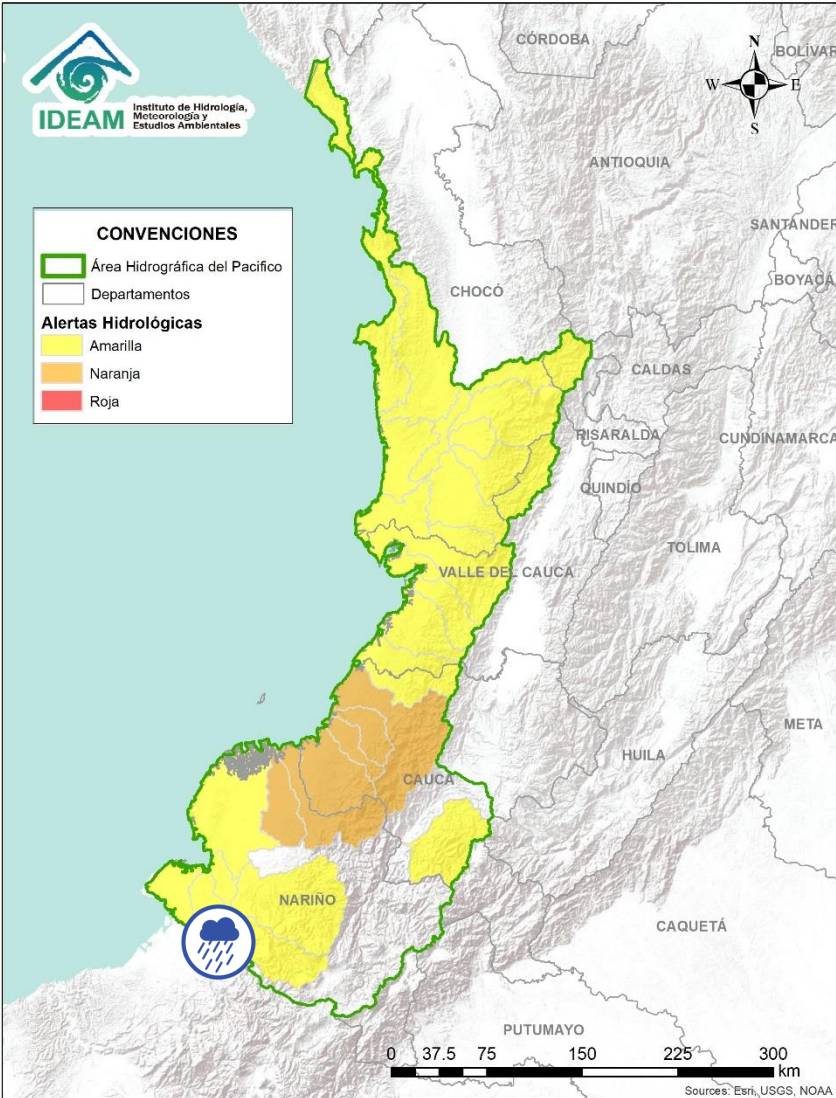 IDEAM
Instituto de Hidrología,
Meteorología y
Estudios Ambientales
CÓRDOBA
BOLÍVAR
N
W
E
S
ANTIOQUIA
SANTANDER
BOYACÁ
CONVENCIONES
Área Hidrográfica del Pacifico
Departamentos
Alertas Hidrológicas
Amarilla
Naranja
Roja
CHOCÓ
CALDAS
RISARALDA
CUNDINAMARCA
QUINDÍO
TOLIMA
VALLE DEL CAUCA
META
HUILA
CAUCA
NARIÑO
CAQUETÁ
PUTUMAYO
0 37.5 75 150 225 300
km
Sources: Esri, USGS, NOAA